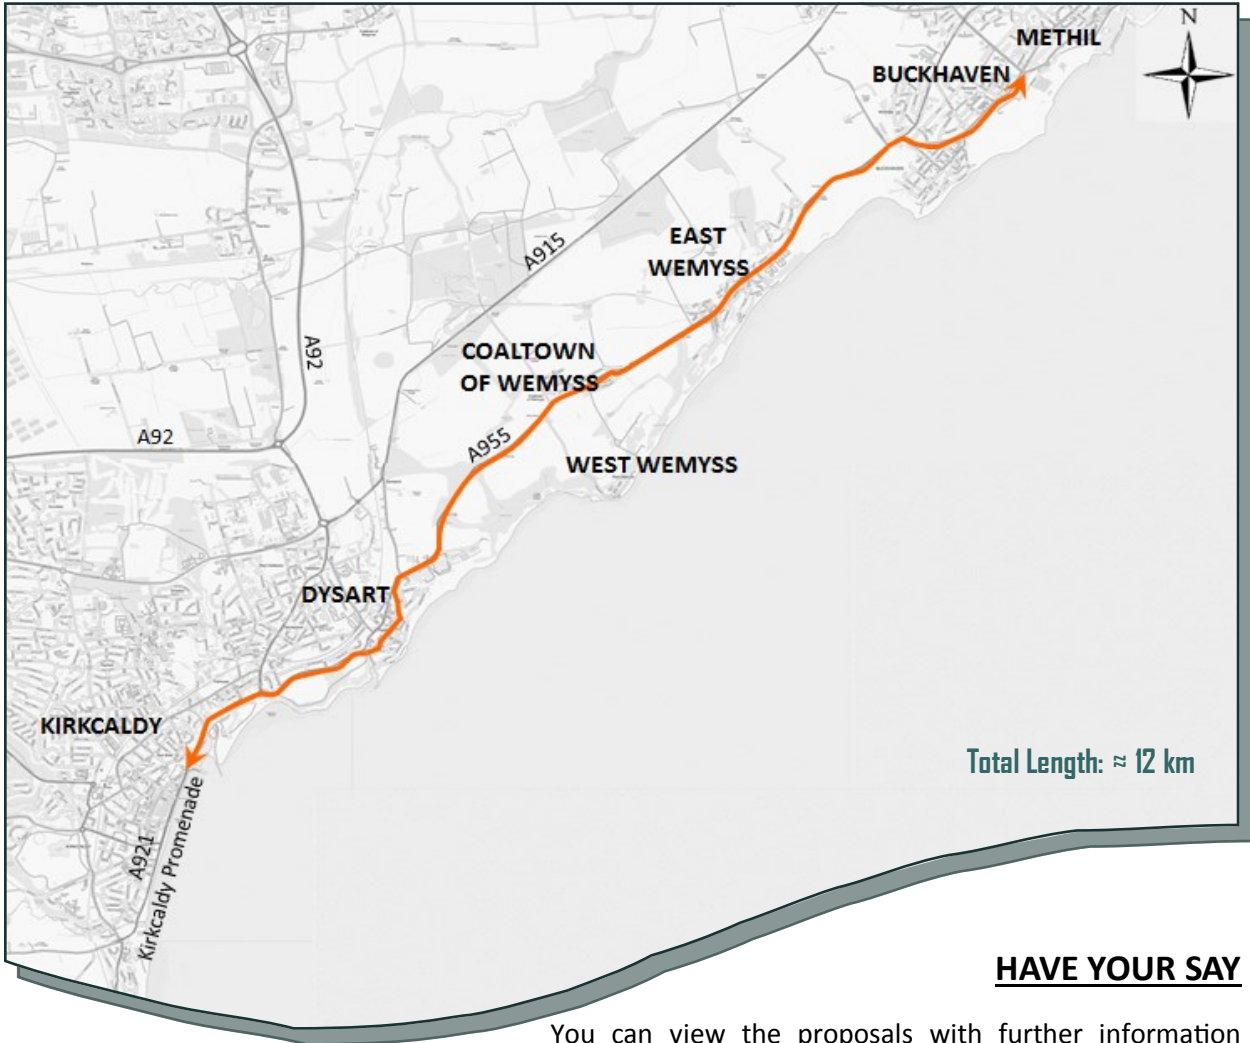 N
METHIL
BUCKHAVEN
EAST
WEMYSS
A915
COALTOWN
OF WEMYSS
A92
A92
A955
WEST WEMYSS
DYSART
KIRKCALDY
Total Length: ≈ 12 km
A921
Kirkcaldy Promenade
HAVE YOUR SAY
You can view the proposals with further information